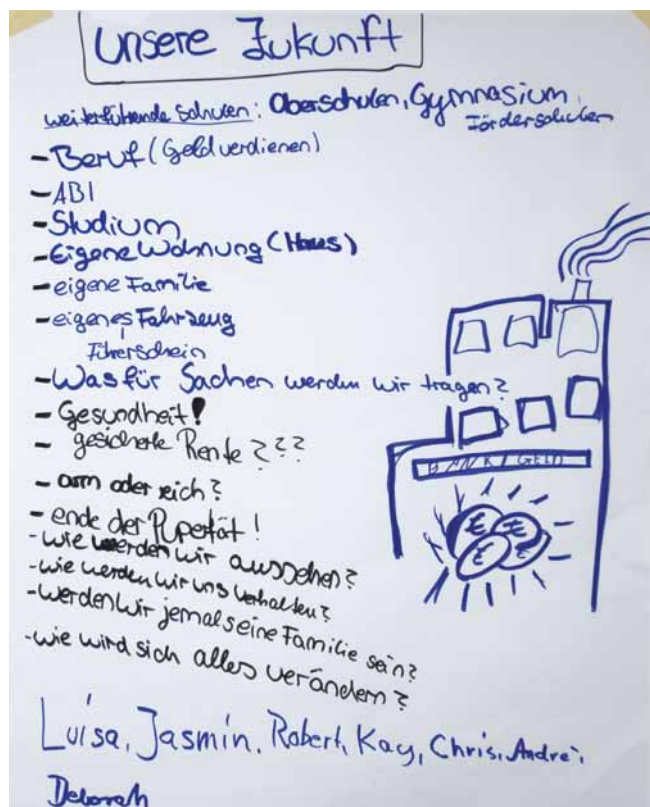 Unsere Zukunft
weiterführende Schulen: Oberschulen, Gymnasium,
Förderschulen
- Beruf (Geld verdienen)
- ABI
- Studium
- Eigene Wohnung (Haus)
- eigene Familie
- eigenes Fahrzeug
Führerschein
- Was für Sachen werden wir tragen?
- Gesundheit!
- gesicherte Rente ???
- arm oder reich?
- ende der Pupertät!
- wie werden wir aussehen?
- wie werden wir uns verhalten?
- werden wir jemals eine Familie sein?
- wie wird sich alles verändern?
BANK / GELD
€ € €
Luisa, Jasmin, Robert, Kay, Chris, Andrei,
Deborah